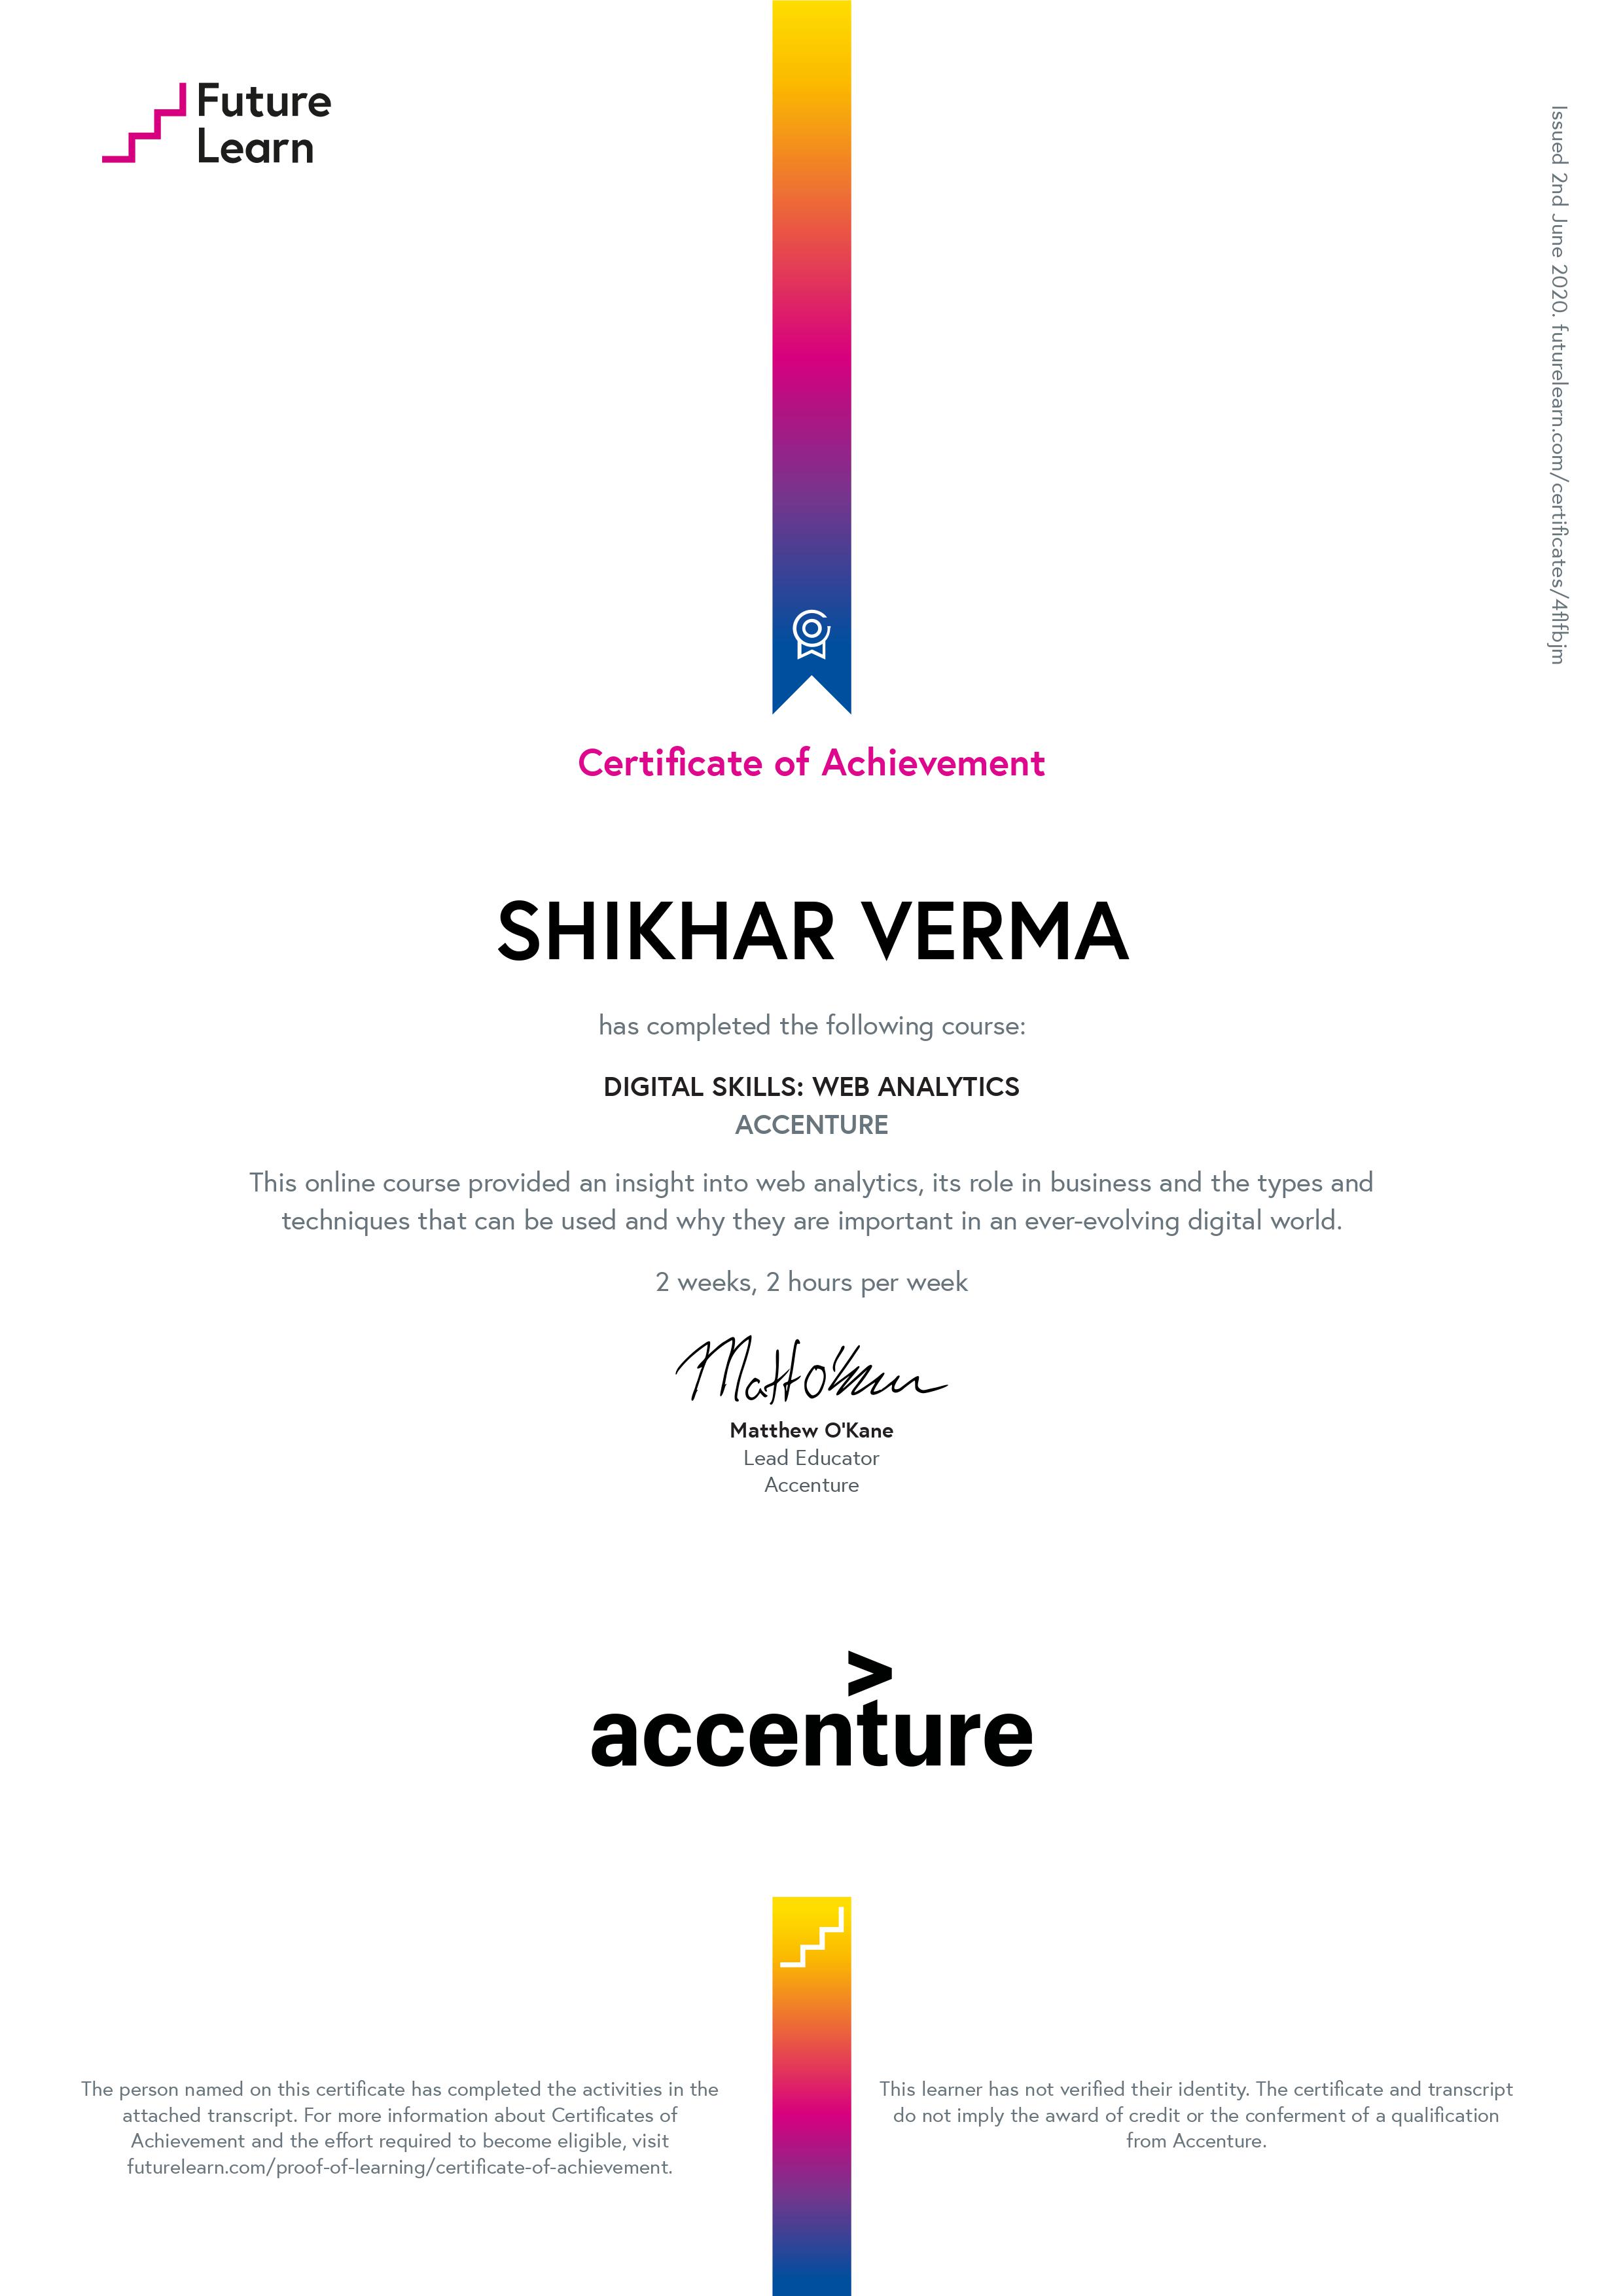 Future
Learn
Issued 2nd June 2020. futurelearn.com/certificates/4flfbjm
Certificate of Achievement
SHIKHAR VERMA
has completed the following course:
DIGITAL SKILLS: WEB ANALYTICS
ACCENTURE
This online course provided an insight into web analytics, its role in business and the types and
techniques that can be used and why they are important in an ever-evolving digital world.
2 weeks, 2 hours per week
Matthew O'Kane
Lead Educator
Accenture
accenture
The person named on this certificate has completed the activities in the
attached transcript. For more information about Certificates of
Achievement and the effort required to become eligible, visit
futurelearn.com/proof-of-learning/certificate-of-achievement.
This learner has not verified their identity. The certificate and transcript
do not imply the award of credit or the conferment of a qualification
from Accenture.